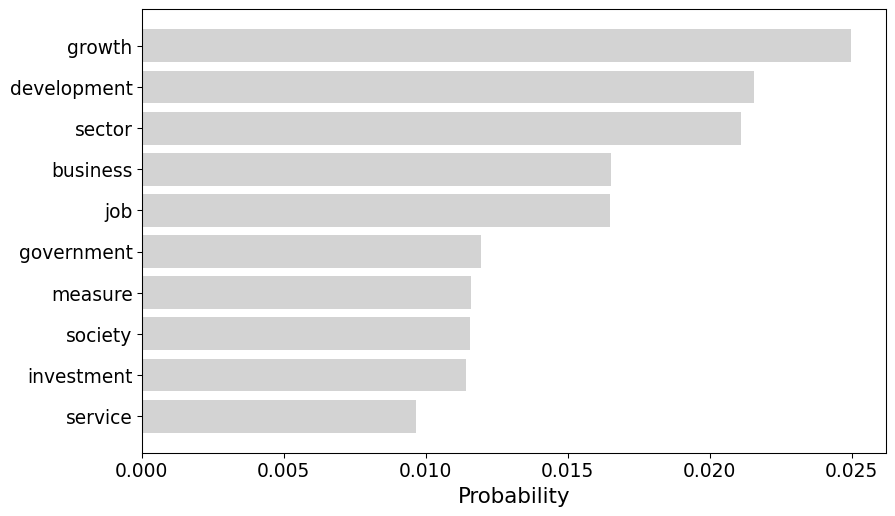 growth
development
sector
business
job
government
measure
society
investment
service
0.000 0.005 0.010 0.015 0.020 0.025
Probability